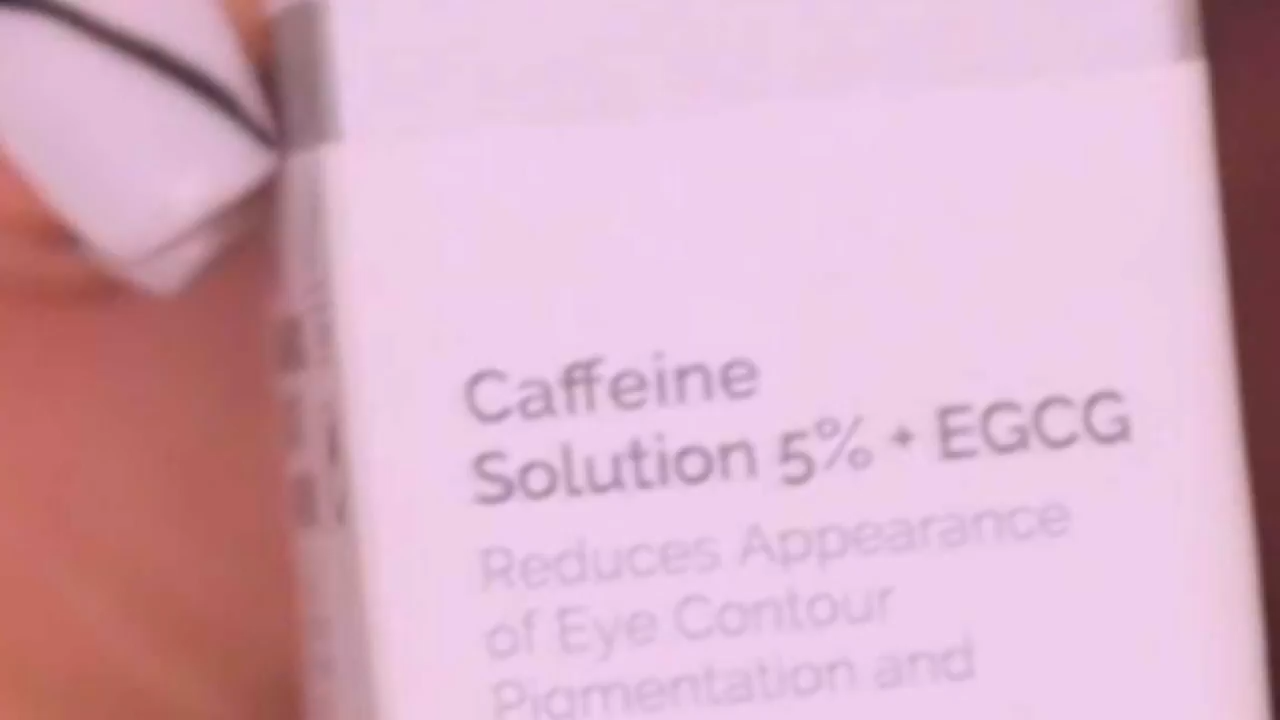 Caffeine
Solution 5% + EGCG
Reduces Appearance
of Eye Contour
Pigmentation and